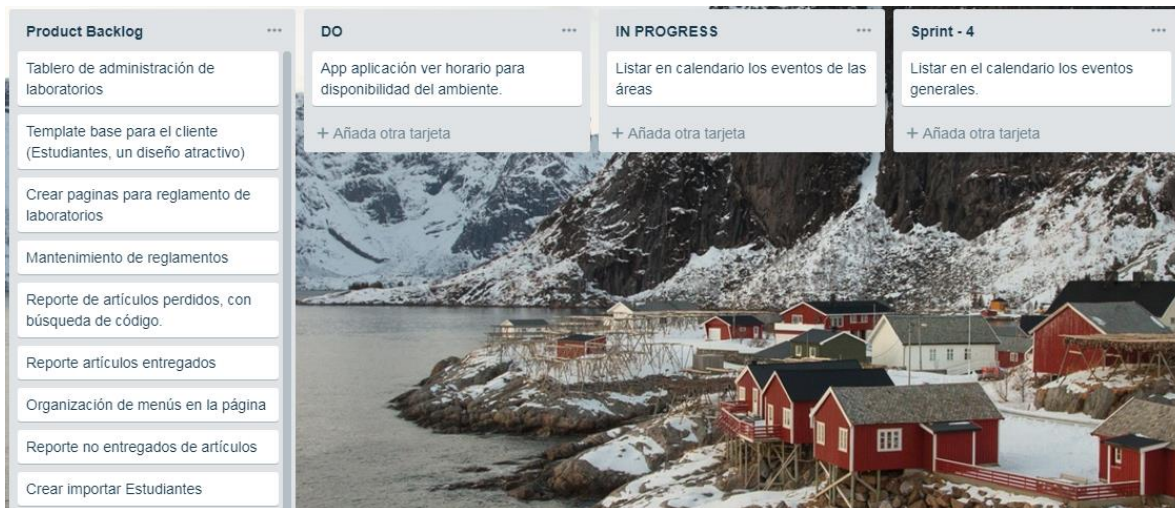 Product Backlog
Tablero de administración de
laboratorios
Template base para el cliente
(Estudiantes, un diseño atractivo)
Crear paginas para reglamento de
laboratorios
Mantenimiento de reglamentos
Reporte de artículos perdidos, con
búsqueda de código.
Reporte artículos entregados
Organización de menús en la página
Reporte no entregados de artículos
Crear importar Estudiantes
DO
App aplicación ver horario para
disponibilidad del ambiente.
+ Añada otra tarjeta
IN PROGRESS
Listar en calendario los eventos de las
áreas
+ Añada otra tarjeta
Sprint - 4
Listar en el calendario los eventos
generales.
+ Añada otra tarjeta